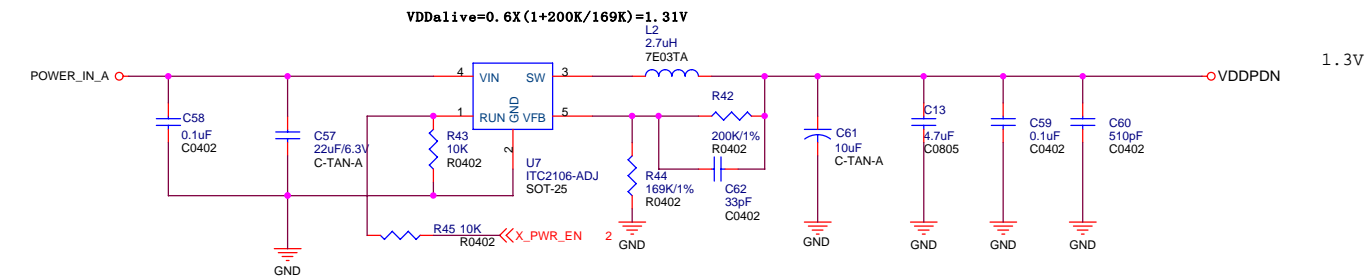 VDDalive=0.6X(1+200K/169K)=1.31V
L2
2.7uH
7E03TA
POWER_IN_A
4
VIN
SW
3
VDDPDN
1.3V
1
RUN
GND
VFB
5
2
C58
0.1uF
C0402
C57
22uF/6.3V
C-TAN-A
R43
10K
R0402
U7
ITC2106-ADJ
SOT-25
R42
200K/1%
R0402
R44
169K/1%
R0402
C62
33pF
C0402
C61
10uF
C-TAN-A
C13
4.7uF
C0805
C59
0.1uF
C0402
C60
510pF
C0402
R45 10K
R0402
X_PWR_EN 2
GND
GND
GND
GND
GND
GND